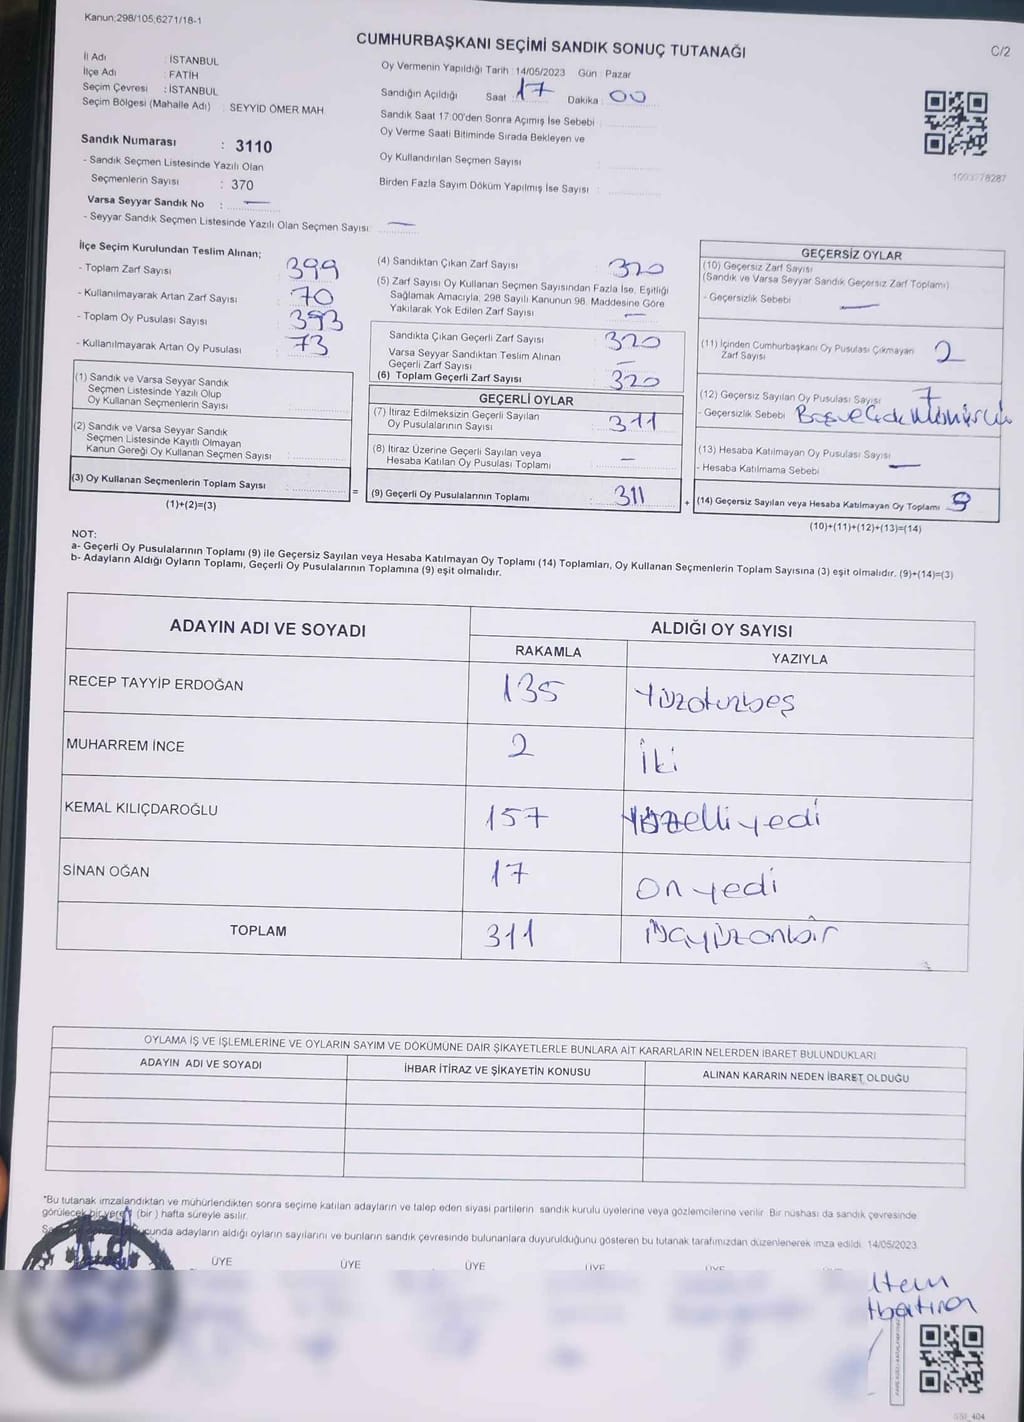 Kanun;298/105;6271/18-1
CUMHURBAŞKANI SEÇİMİ SANDIK SONUÇ TUTANAĞI
C/2
İl Adı : İSTANBUL
İlçe Adı : FATİH
Seçim Çevresi : İSTANBUL
Seçim Bölgesi (Mahalle Adı) : SEYYID ÖMER MAH
Oy Vermenin Yapıldığı Tarih : 14/05/2023 Gün : Pazar
Sandığın Açıldığı Saat : 17 Dakika : 00
Sandık Saat 17:00'den Sonra Açılmış İse Sebebi :
Oy Verme Saati Bitiminde Sırada Bekleyen ve
Oy Kullandırılan Seçmen Sayısı :
Birden Fazla Sayım Döküm Yapılmış İse Sayısı :
Sandık Numarası : 3110
- Sandık Seçmen Listesinde Yazılı Olan
Seçmenlerin Sayısı : 370
Varsa Seyyar Sandık No : —
- Seyyar Sandık Seçmen Listesinde Yazılı Olan Seçmen Sayısı: —
İlçe Seçim Kurulundan Teslim Alınan;
- Toplam Zarf Sayısı : 399
- Kullanılmayarak Artan Zarf Sayısı : 70
- Toplam Oy Pusulası Sayısı : 393
- Kullanılmayarak Artan Oy Pusulası : 73
(1) Sandık ve Varsa Seyyar Sandık
Seçmen Listesinde Yazılı Olup
Oy Kullanan Seçmenlerin Sayısı :
(2) Sandık ve Varsa Seyyar Sandık
Seçmen Listesinde Kayıtlı Olmayan
Kanun Gereği Oy Kullanan Seçmen Sayısı :
(3) Oy Kullanan Seçmenlerin Toplam Sayısı :
(1)+(2)=(3)
=
(4) Sandıktan Çıkan Zarf Sayısı : 320
(5) Zarf Sayısı Oy Kullanan Seçmen Sayısından Fazla İse, Eşitliği
Sağlamak Amacıyla, 298 Sayılı Kanunun 98. Maddesine Göre
Yakılarak Yok Edilen Zarf Sayısı : —
Sandıkta Çıkan Geçerli Zarf Sayısı : 320
Varsa Seyyar Sandıktan Teslim Alınan
Geçerli Zarf Sayısı : —
(6) Toplam Geçerli Zarf Sayısı : 320
GEÇERLİ OYLAR
(7) İtiraz Edilmeksizin Geçerli Sayılan
Oy Pusulalarının Sayısı : 311
(8) İtiraz Üzerine Geçerli Sayılan veya
Hesaba Katılan Oy Pusulası Toplamı : —
(9) Geçerli Oy Pusulalarının Toplamı : 311
+
GEÇERSİZ OYLAR
(10) Geçersiz Zarf Sayısı
(Sandık ve Varsa Seyyar Sandık Geçersiz Zarf Toplamı)
- Geçersizlik Sebebi : —
(11) İçinden Cumhurbaşkanı Oy Pusulası Çıkmayan
Zarf Sayısı : 2
(12) Geçersiz Sayılan Oy Pusulası Sayısı : 7
- Geçersizlik Sebebi
(13) Hesaba Katılmayan Oy Pusulası Sayısı :
- Hesaba Katılmama Sebebi : —
(14) Geçersiz Sayılan veya Hesaba Katılmayan Oy Toplamı : 9
(10)+(11)+(12)+(13)=(14)
NOT:
a- Geçerli Oy Pusulalarının Toplamı (9) ile Geçersiz Sayılan veya Hesaba Katılmayan Oy Toplamı (14) Toplamları, Oy Kullanan Seçmenlerin Toplam Sayısına (3) eşit olmalıdır. (9)+(14)=(3)
b- Adayların Aldığı Oyların Toplamı, Geçerli Oy Pusulalarının Toplamına (9) eşit olmalıdır.
ADAYIN ADI VE SOYADI
ALDIĞI OY SAYISI
RAKAMLA YAZIYLA
RECEP TAYYİP ERDOĞAN 135 Yüzotuzbeş
MUHARREM İNCE 2 İki
KEMAL KILIÇDAROĞLU 157 Yüzelliyedi
SİNAN OĞAN 17 Onyedi
TOPLAM 311 Üçyüzonbir
OYLAMA İŞ VE İŞLEMLERİNE VE OYLARIN SAYIM VE DÖKÜMÜNE DAİR ŞİKAYETLERLE BUNLARA AİT KARARLARIN NELERDEN İBARET BULUNDUKLARI
ADAYIN ADI VE SOYADI İHBAR İTİRAZ VE ŞİKAYETİN KONUSU ALINAN KARARIN NEDEN İBARET OLDUĞU
"Bu tutanak imzalandıktan ve mühürlendikten sonra seçime katılan adayların ve talep eden siyasi partilerin sandık kurulu üyelerine veya gözlemcilerine verilir. Bir nüshası da sandık çevresinde
görülecek bir yere (bir) hafta süreyle asılır.
adayların aldığı oyların sayılarını ve bunların sandık çevresinde bulunanlara duyurulduğunu gösteren bu tutanak tarafımızdan düzenlenerek imza edildi. 14/05/2023
ÜYE ÜYE ÜYE ÜYE ÜYE